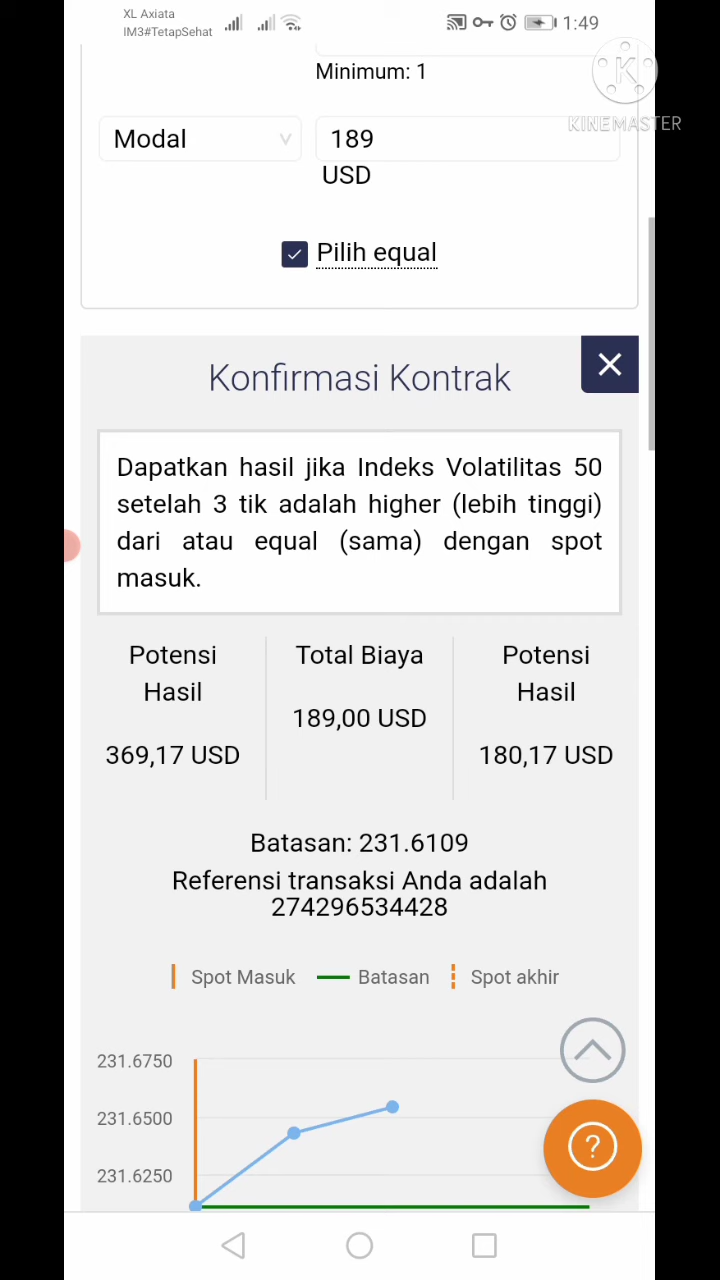 XL Axiata
IM3#TetapSehat
1:49
K
KINEMASTER
Minimum: 1
Modal
189
USD
Pilih equal
Konfirmasi Kontrak
Dapatkan hasil jika Indeks Volatilitas 50
setelah 3 tik adalah higher (lebih tinggi)
dari atau equal (sama) dengan spot
masuk.
Potensi
Hasil
369,17 USD
Total Biaya
189,00 USD
Potensi
Hasil
180,17 USD
Batasan: 231.6109
Referensi transaksi Anda adalah
274296534428
Spot Masuk
Batasan
Spot akhir
231.6750
231.6500
231.6250
?